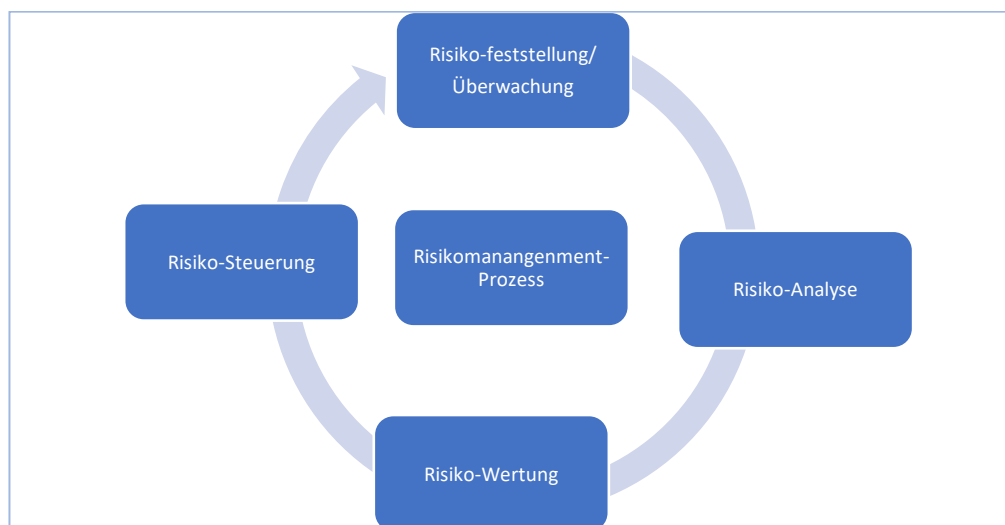 Risiko-feststellung/
Überwachung
Risiko-Steuerung
Risikomanangenment-
Prozess
Risiko-Analyse
Risiko-Wertung